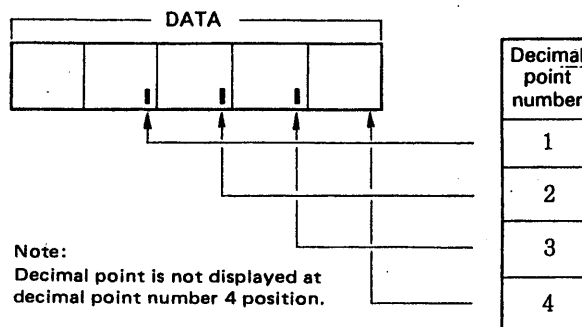 DATA
Decimal
point
number
1
2
3
4
Note:
Decimal point is not displayed at
decimal point number 4 position.